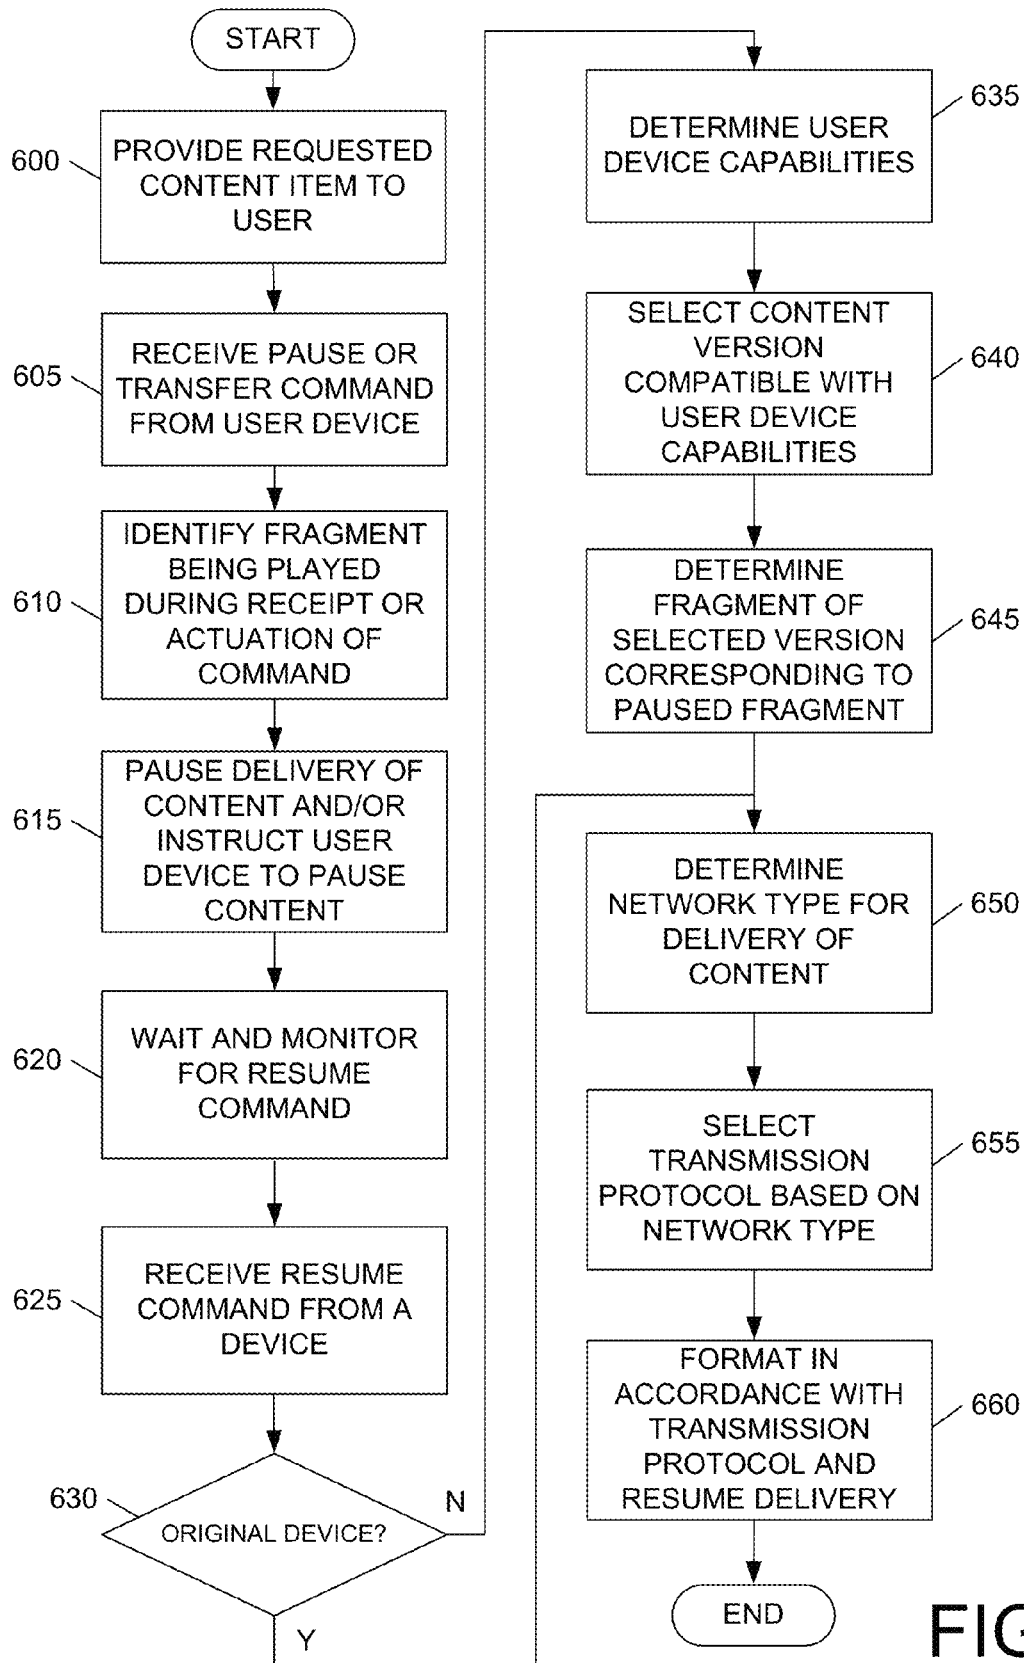 START
600
PROVIDE REQUESTED
CONTENT ITEM TO
USER
605
RECEIVE PAUSE OR
TRANSFER COMMAND
FROM USER DEVICE
610
IDENTIFY FRAGMENT
BEING PLAYED
DURING RECEIPT OR
ACTUATION OF
COMMAND
615
PAUSE DELIVERY OF
CONTENT AND/OR
INSTRUCT USER
DEVICE TO PAUSE
CONTENT
620
WAIT AND MONITOR
FOR RESUME
COMMAND
625
RECEIVE RESUME
COMMAND FROM A
DEVICE
630
ORIGINAL DEVICE?
N
Y
635
DETERMINE USER
DEVICE CAPABILITIES
640
SELECT CONTENT
VERSION
COMPATIBLE WITH
USER DEVICE
CAPABILITIES
645
DETERMINE
FRAGMENT OF
SELECTED VERSION
CORRESPONDING TO
PAUSED FRAGMENT
650
DETERMINE
NETWORK TYPE FOR
DELIVERY OF
CONTENT
655
SELECT
TRANSMISSION
PROTOCOL BASED ON
NETWORK TYPE
660
FORMAT IN
ACCORDANCE WITH
TRANSMISSION
PROTOCOL AND
RESUME DELIVERY
END
FIG